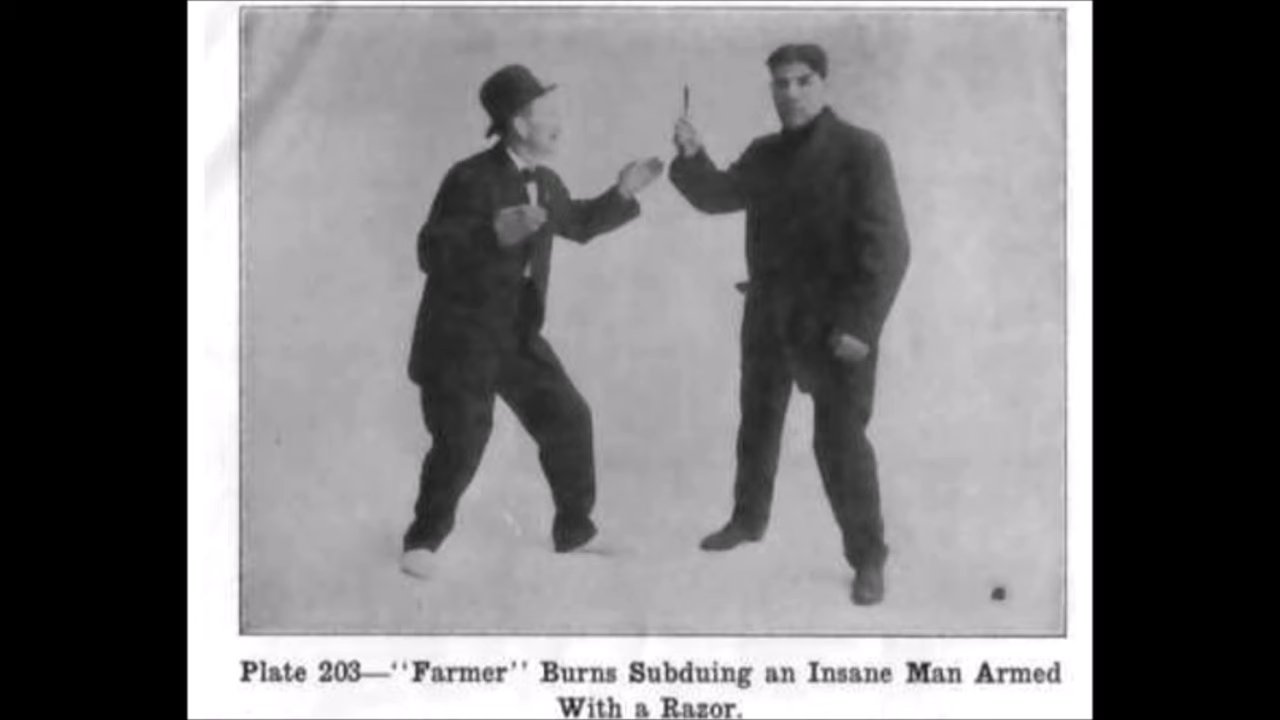 Plate 203—“Farmer” Burns Subduing an Insane Man Armed
With a Razor.